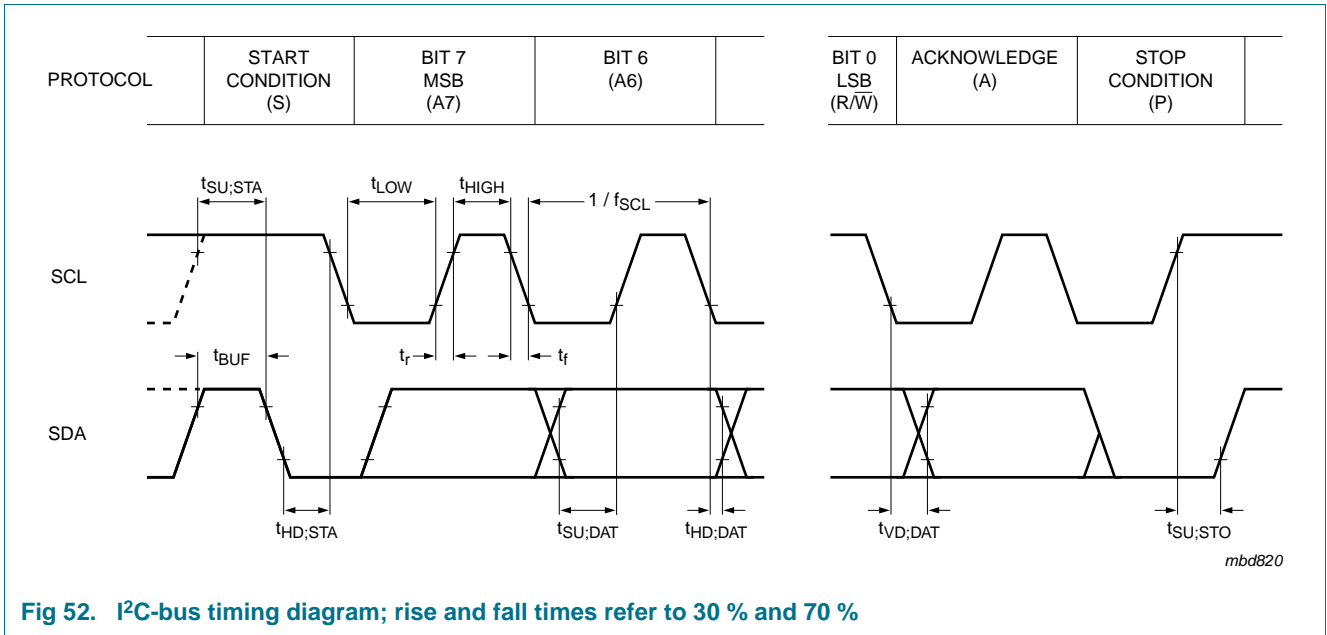 PROTOCOL
START
CONDITION
(S)
BIT 7
MSB
(A7)
BIT 6
(A6)
BIT 0
LSB
(R/W̅)
ACKNOWLEDGE
(A)
STOP
CONDITION
(P)
tSU;STA
tLOW
tHIGH
1 / fSCL
SCL
tBUF
tr
tf
SDA
tHD;STA
tSU;DAT
tHD;DAT
tVD;DAT
tSU;STO
mbd820
Fig 52. I²C-bus timing diagram; rise and fall times refer to 30 % and 70 %